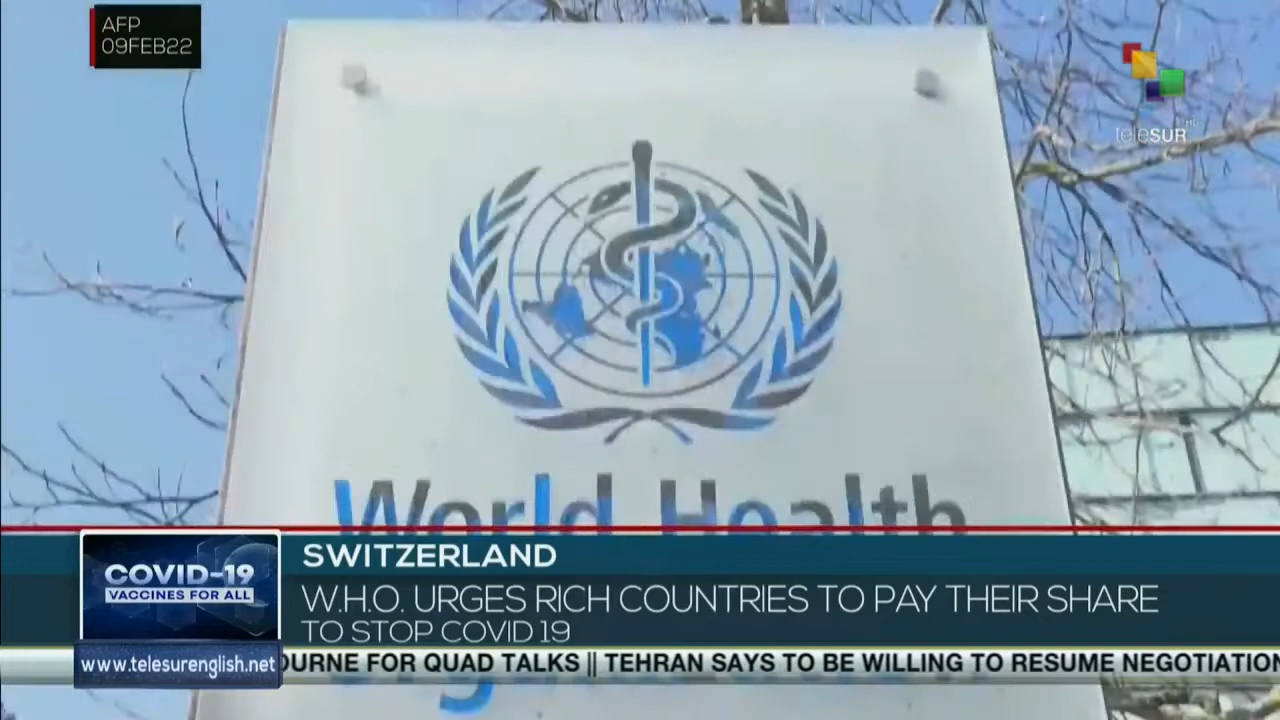 AFP
09FEB22
teleSUR HD
World Health
COVID-19
VACCINES FOR ALL
SWITZERLAND
W.H.O. URGES RICH COUNTRIES TO PAY THEIR SHARE
TO STOP COVID 19
www.telesurenglish.net
OURNE FOR QUAD TALKS || TEHRAN SAYS TO BE WILLING TO RESUME NEGOTIATION